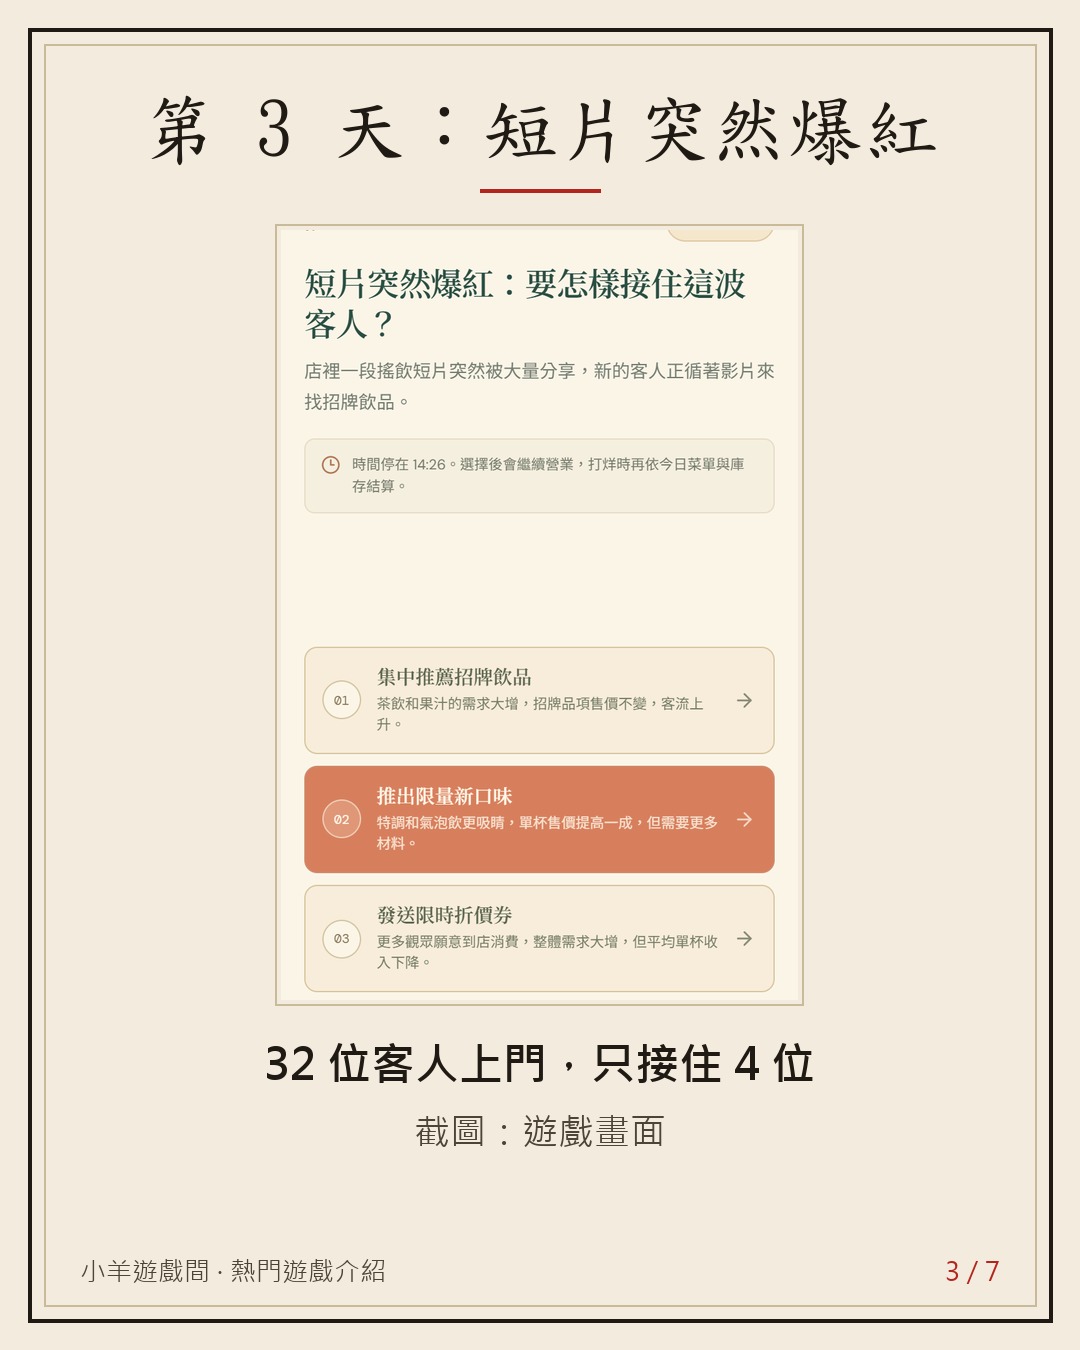 第 3 天：短片突然爆紅
短片突然爆紅：要怎樣接住這波
客人？
店裡一段搖飲短片突然被大量分享，新的客人正循著影片來
找招牌飲品。
時間停在 14:26。選擇後會繼續營業，打烊時再依今日菜單與庫
存結算。
01
集中推薦招牌飲品
茶飲和果汁的需求大增，招牌品項售價不變，客流上
升。
02
推出限量新口味
特調和氣泡飲更吸睛，單杯售價提高一成，但需要更多
材料。
03
發送限時折價券
更多觀眾願意到店消費，整體需求大增，但平均單杯收
入下降。
32 位客人上門，只接住 4 位
截圖：遊戲畫面
小羊遊戲間 · 熱門遊戲介紹
3 / 7